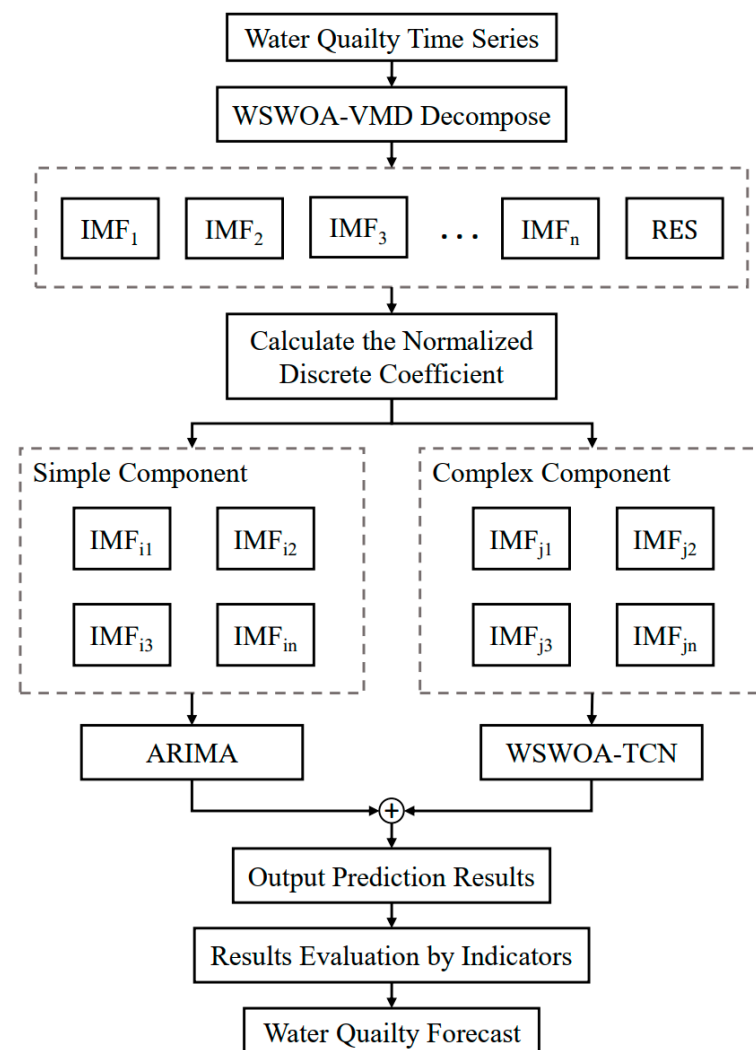 Water Quailty Time Series
WSWOA-VMD Decompose
IMF₁ IMF₂ IMF₃ ... IMFₙ RES
Calculate the Normalized
Discrete Coefficient
Simple Component
IMFᵢ₁ IMFᵢ₂
IMFᵢ₃ IMFᵢₙ
Complex Component
IMFⱼ₁ IMFⱼ₂
IMFⱼ₃ IMFⱼₙ
ARIMA
WSWOA-TCN
+
Output Prediction Results
Results Evaluation by Indicators
Water Quailty Forecast